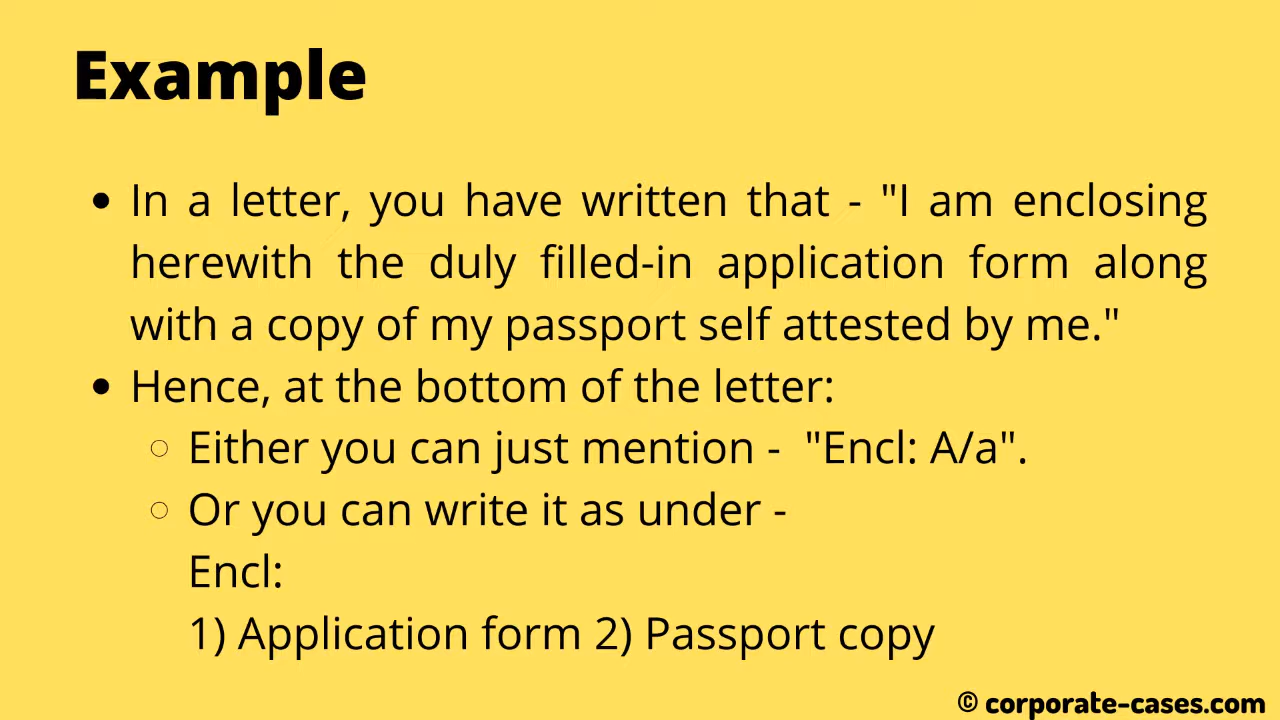 Example
• In a letter, you have written that - "I am enclosing
herewith the duly filled-in application form along
with a copy of my passport self attested by me."
• Hence, at the bottom of the letter:
○ Either you can just mention - "Encl: A/a".
○ Or you can write it as under -
Encl:
1) Application form 2) Passport copy
© corporate-cases.com